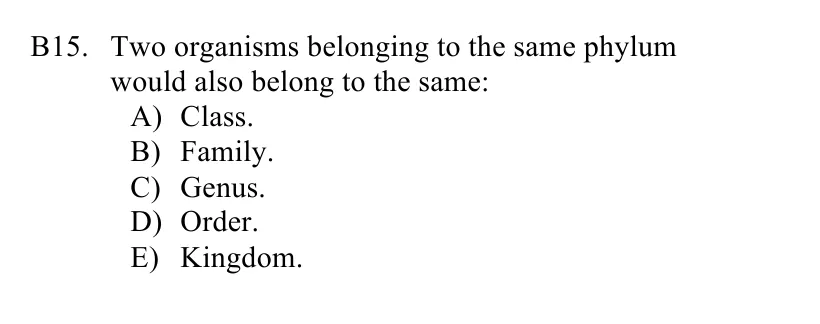 B15. Two organisms belonging to the same phylum
would also belong to the same:
A) Class.
B) Family.
C) Genus.
D) Order.
E) Kingdom.